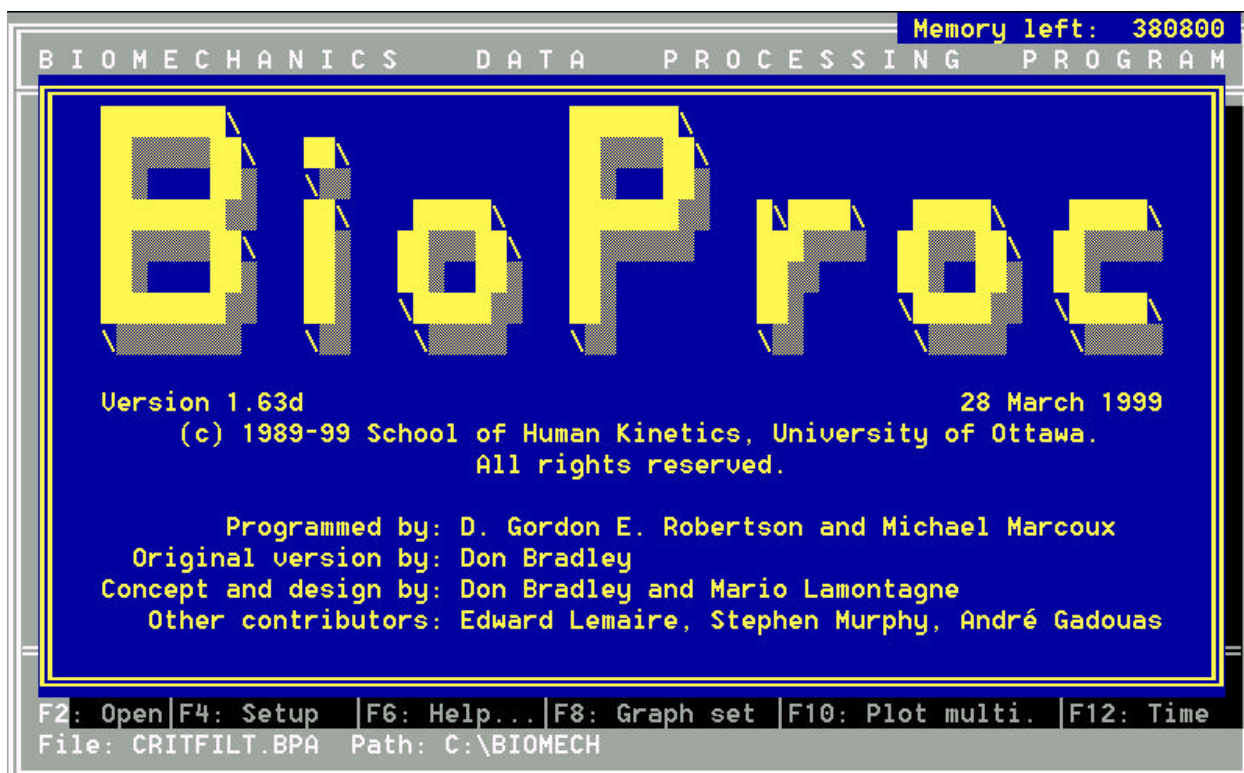 Memory left: 380800
BIOMECHANICS DATA PROCESSING PROGRAM
BioProc
Version 1.63d 28 March 1999
(c) 1989-99 School of Human Kinetics, University of Ottawa.
All rights reserved.
Programmed by: D. Gordon E. Robertson and Michael Marcoux
Original version by: Don Bradley
Concept and design by: Don Bradley and Mario Lamontagne
Other contributors: Edward Lemaire, Stephen Murphy, André Gadouas
F2: Open|F4: Setup |F6: Help...|F8: Graph set |F10: Plot multi. |F12: Time
File: CRITFILT.BPA Path: C:\BIOMECH